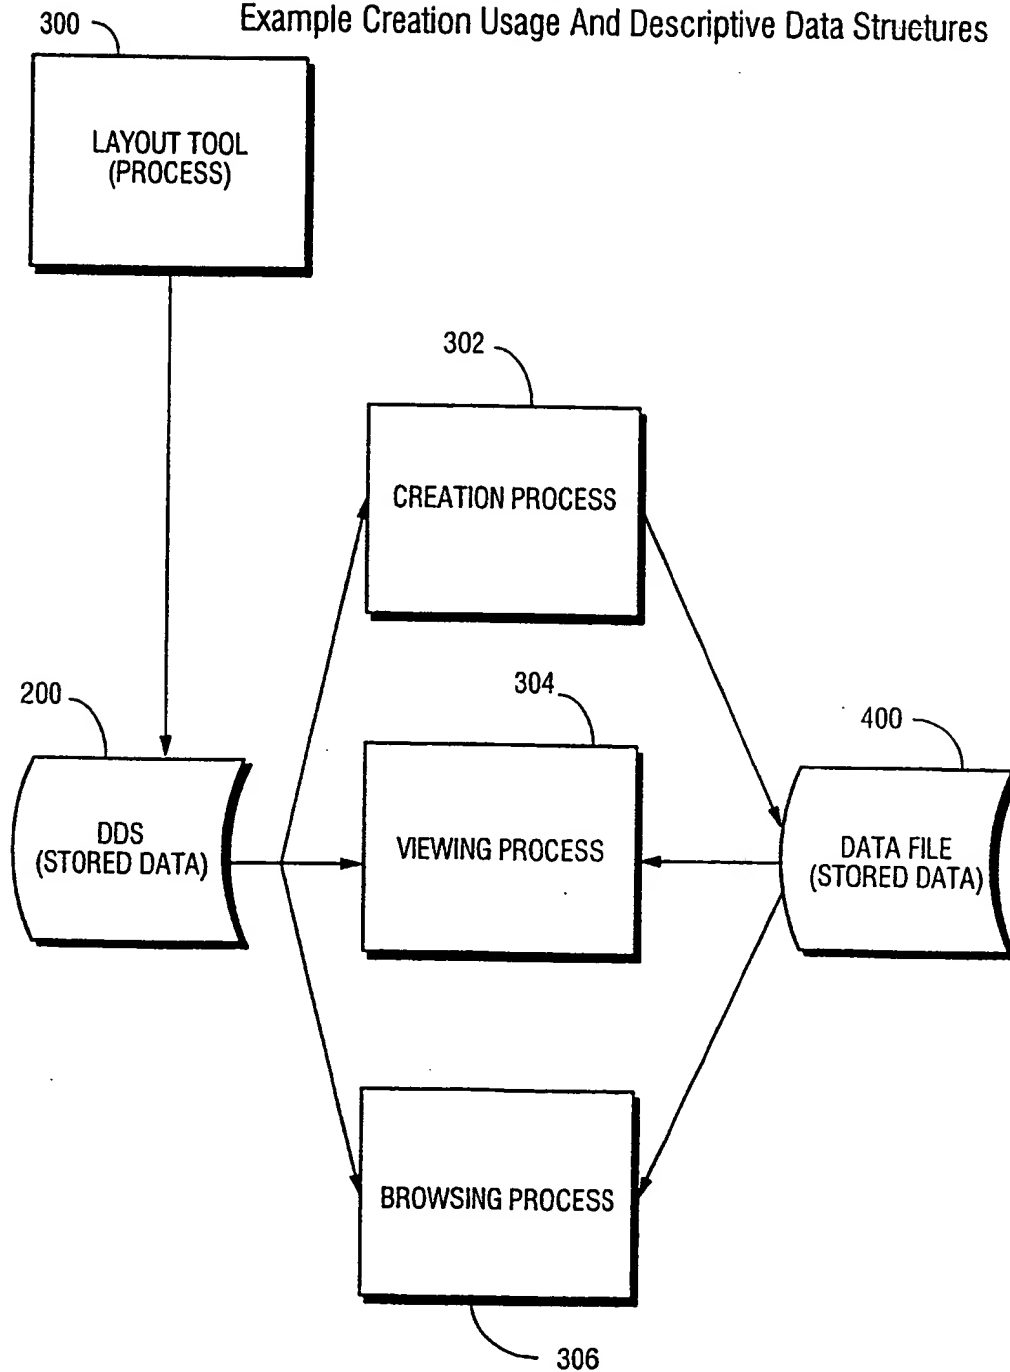 Example Creation Usage And Descriptive Data Structures
300
LAYOUT TOOL
(PROCESS)
302
CREATION PROCESS
200
DDS
(STORED DATA)
304
VIEWING PROCESS
400
DATA FILE
(STORED DATA)
BROWSING PROCESS
306